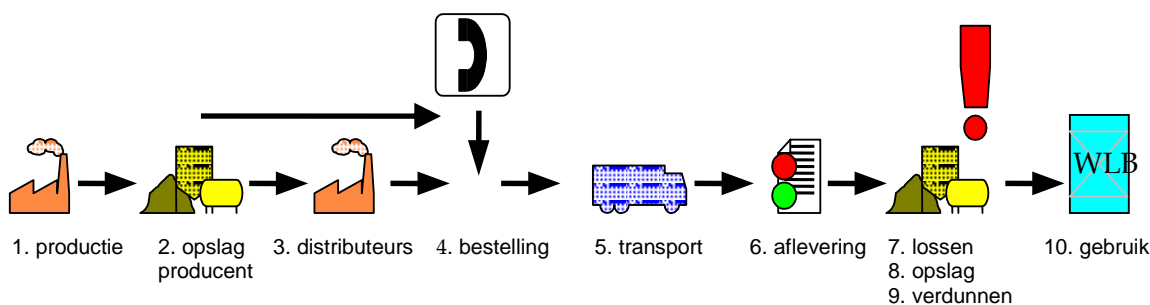 WLB
1. productie
2. opslag
producent
3. distributeurs
4. bestelling
5. transport
6. aflevering
7. lossen
8. opslag
9. verdunnen
10. gebruik